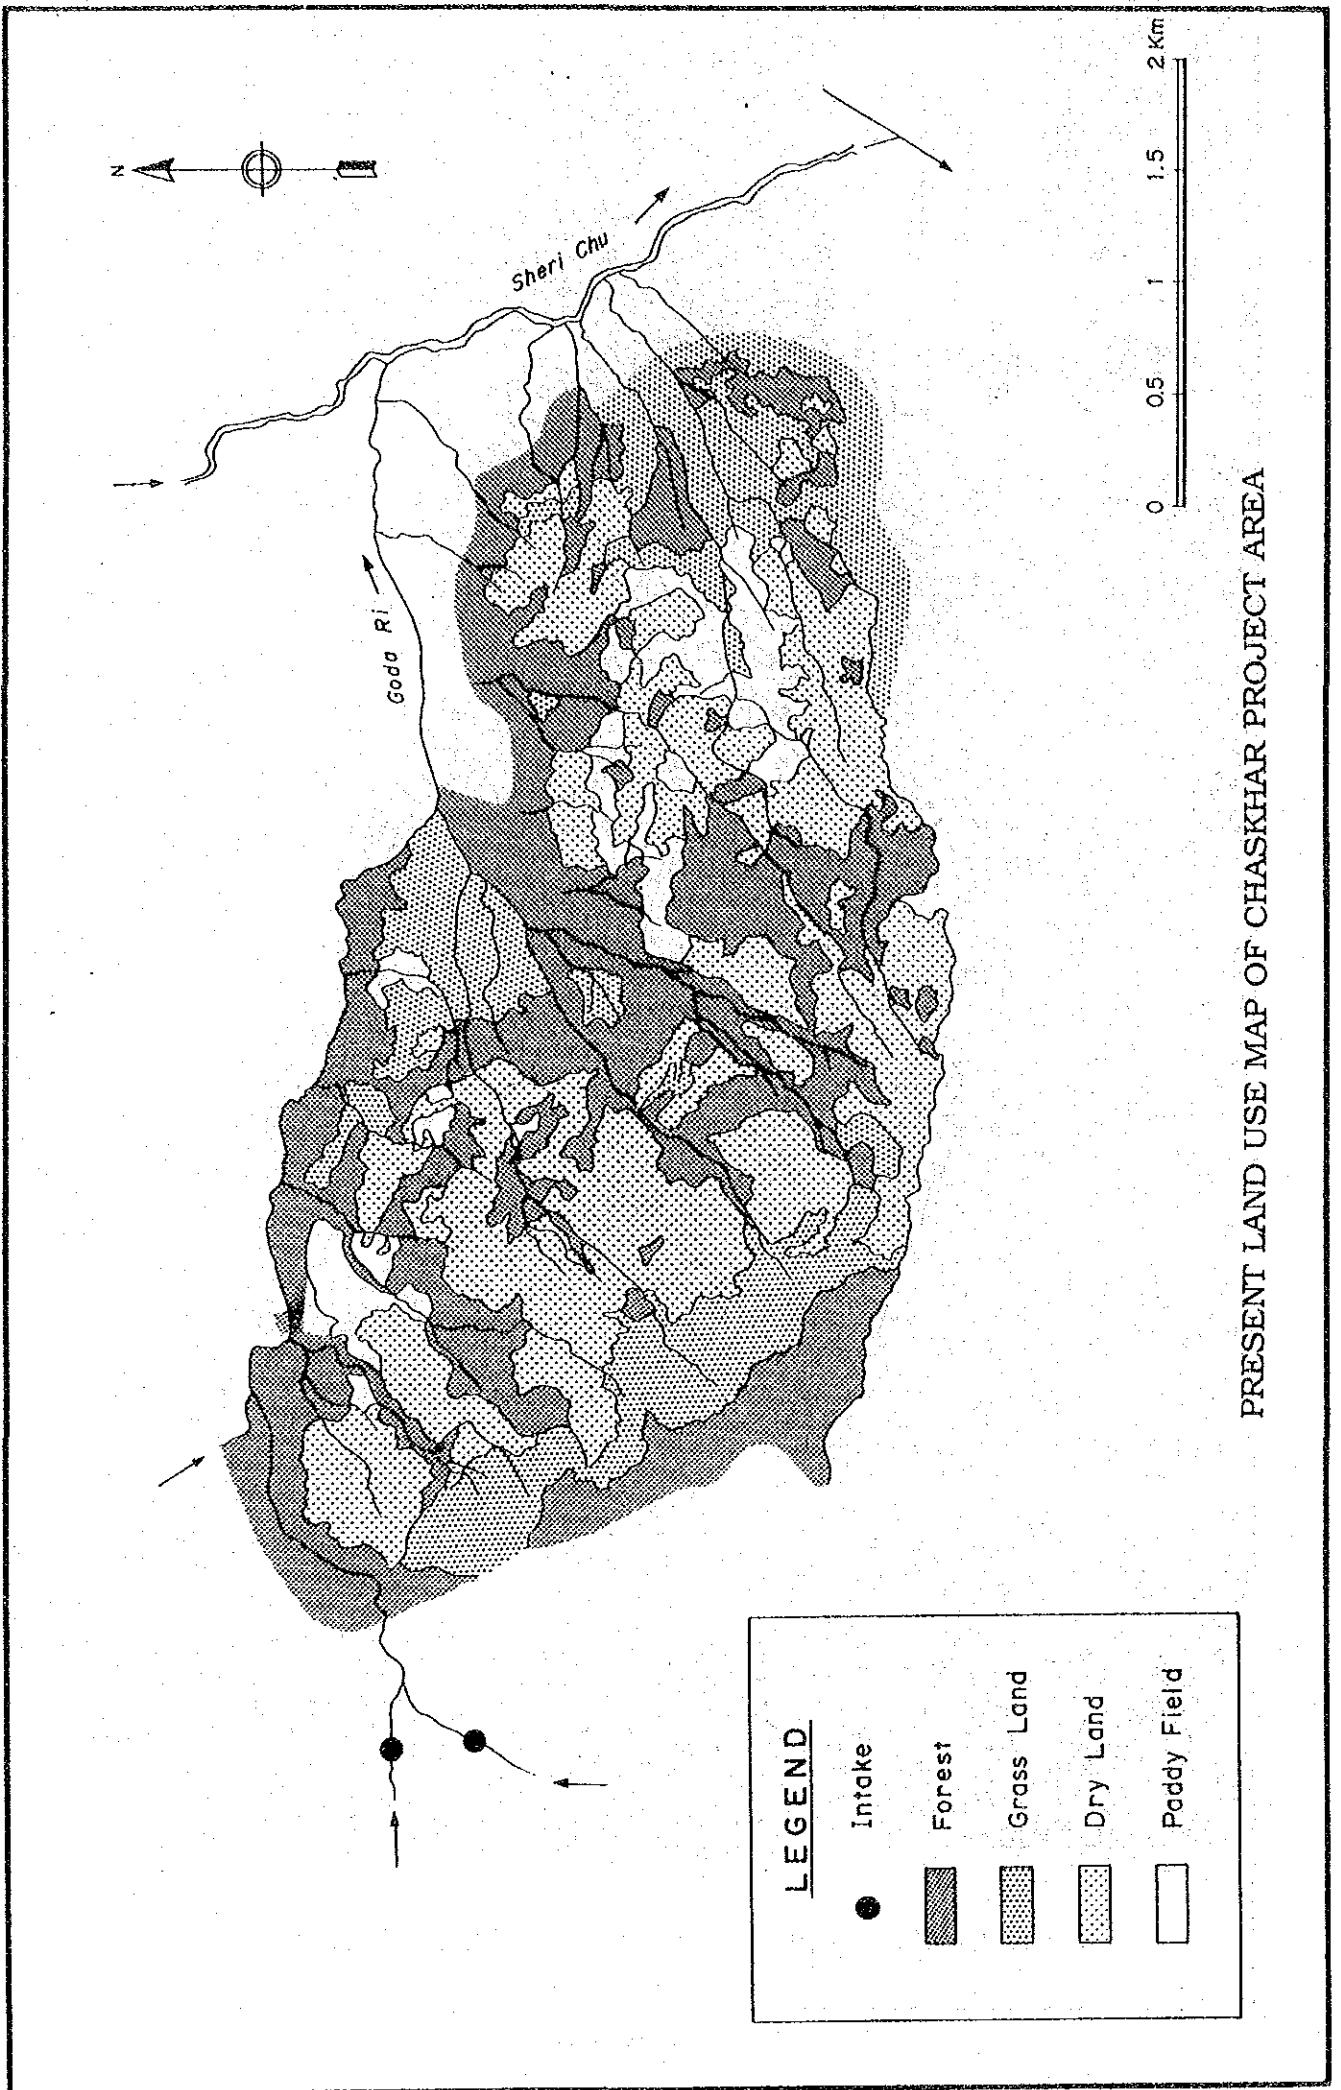 N
Sheri Chu
Goda Ri
0 0.5 1 1.5 2 Km
LEGEND
Intake
Forest
Grass Land
Dry Land
Paddy Field
PRESENT LAND USE MAP OF CHASKHAR PROJECT AREA